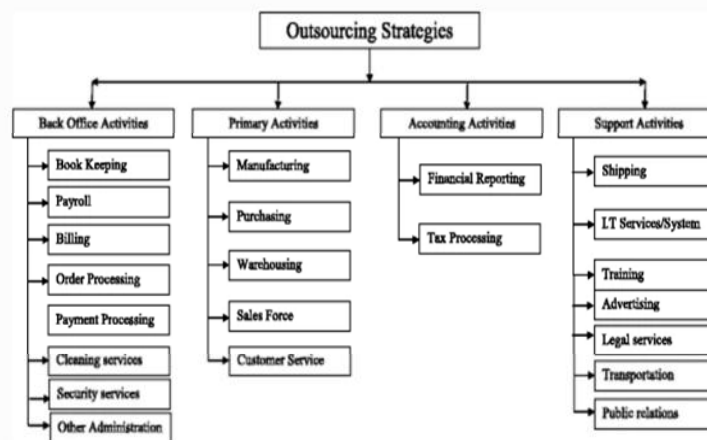 Outsourcing Strategies
Back Office Activities
Primary Activities
Accounting Activities
Support Activities
Book Keeping
Payroll
Billing
Order Processing
Payment Processing
Cleaning services
Security services
Other Administration
Manufacturing
Purchasing
Warehousing
Sales Force
Customer Service
Financial Reporting
Tax Processing
Shipping
I.T Services/System
Training
Advertising
Legal services
Transportation
Public relations